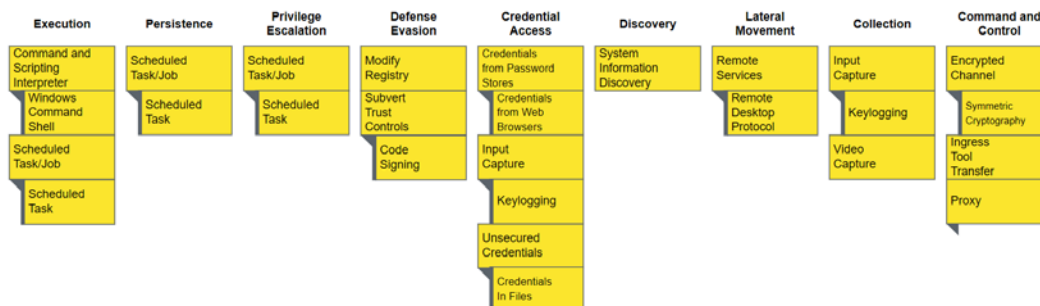 Execution
Command and
Scripting
Interpreter
Windows
Command
Shell
Scheduled
Task/Job
Scheduled
Task
Persistence
Scheduled
Task/Job
Scheduled
Task
Privilege
Escalation
Scheduled
Task/Job
Scheduled
Task
Defense
Evasion
Modify
Registry
Subvert
Trust
Controls
Code
Signing
Credential
Access
Credentials
from Password
Stores
Credentials
from Web
Browsers
Input
Capture
Keylogging
Unsecured
Credentials
Credentials
In Files
Discovery
System
Information
Discovery
Lateral
Movement
Remote
Services
Remote
Desktop
Protocol
Collection
Input
Capture
Keylogging
Video
Capture
Command and
Control
Encrypted
Channel
Symmetric
Cryptography
Ingress
Tool
Transfer
Proxy